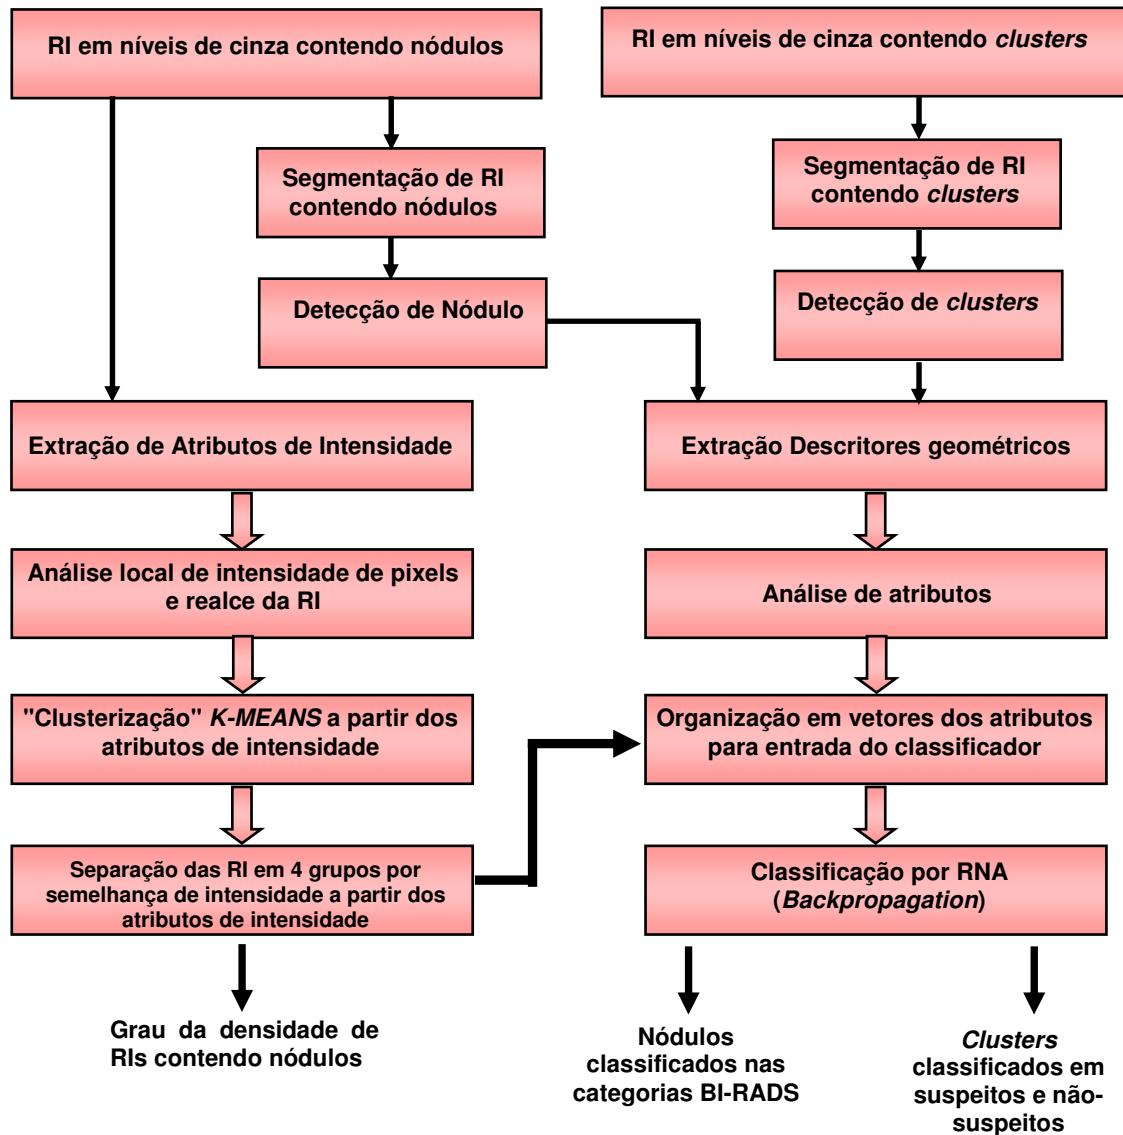 RI em níveis de cinza contendo nódulos
RI em níveis de cinza contendo clusters
Segmentação de RI
contendo nódulos
Segmentação de RI
contendo clusters
Detecção de Nódulo
Detecção de clusters
Extração de Atributos de Intensidade
Extração Descritores geométricos
Análise local de intensidade de pixels
e realce da RI
Análise de atributos
"Clusterização" K-MEANS a partir dos
atributos de intensidade
Organização em vetores dos atributos
para entrada do classificador
Separação das RI em 4 grupos por
semelhança de intensidade a partir dos
atributos de intensidade
Classificação por RNA
(Backpropagation)
Grau da densidade de
RIs contendo nódulos
Nódulos
classificados nas
categorias BI-RADS
Clusters
classificados em
suspeitos e não-
suspeitos